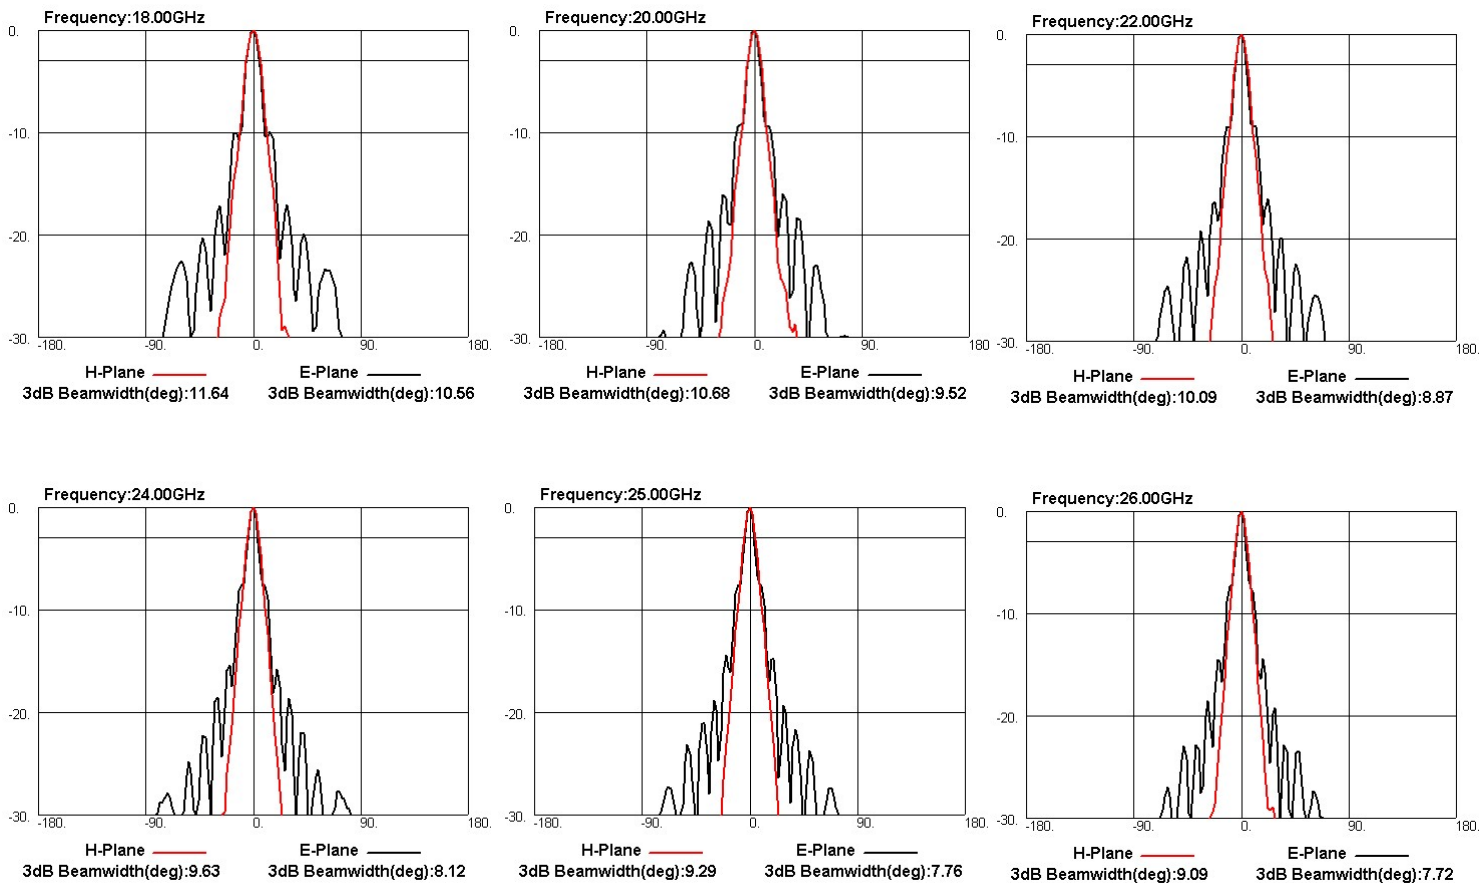 Frequency:18.00GHz
0.
-10.
-20.
-30.
-180. -90. 0. 90. 180.
H-Plane E-Plane
3dB Beamwidth(deg):11.64 3dB Beamwidth(deg):10.56
Frequency:20.00GHz
0.
-10.
-20.
-30.
-180. -90. 0. 90. 180.
H-Plane E-Plane
3dB Beamwidth(deg):10.68 3dB Beamwidth(deg):9.52
Frequency:22.00GHz
0.
-10.
-20.
-30.
-180. -90. 0. 90. 180.
H-Plane E-Plane
3dB Beamwidth(deg):10.09 3dB Beamwidth(deg):8.87
Frequency:24.00GHz
0.
-10.
-20.
-30.
-180. -90. 0. 90. 180.
H-Plane E-Plane
3dB Beamwidth(deg):9.63 3dB Beamwidth(deg):8.12
Frequency:25.00GHz
0.
-10.
-20.
-30.
-180. -90. 0. 90. 180.
H-Plane E-Plane
3dB Beamwidth(deg):9.29 3dB Beamwidth(deg):7.76
Frequency:26.00GHz
0.
-10.
-20.
-30.
-180. -90. 0. 90. 180.
H-Plane E-Plane
3dB Beamwidth(deg):9.09 3dB Beamwidth(deg):7.72